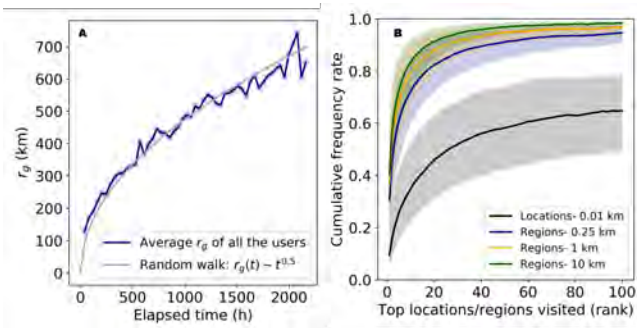 A
700
600
500
400
300
200
100
0
r_g (km)
Average r_g of all the users
Random walk: r_g(t) ~ t^0.5
0 500 1000 1500 2000
Elapsed time (h)
B
1.0
0.8
0.6
0.4
0.2
0.0
Cumulative frequency rate
Locations- 0.01 km
Regions- 0.25 km
Regions- 1 km
Regions- 10 km
0 20 40 60 80 100
Top locations/regions visited (rank)